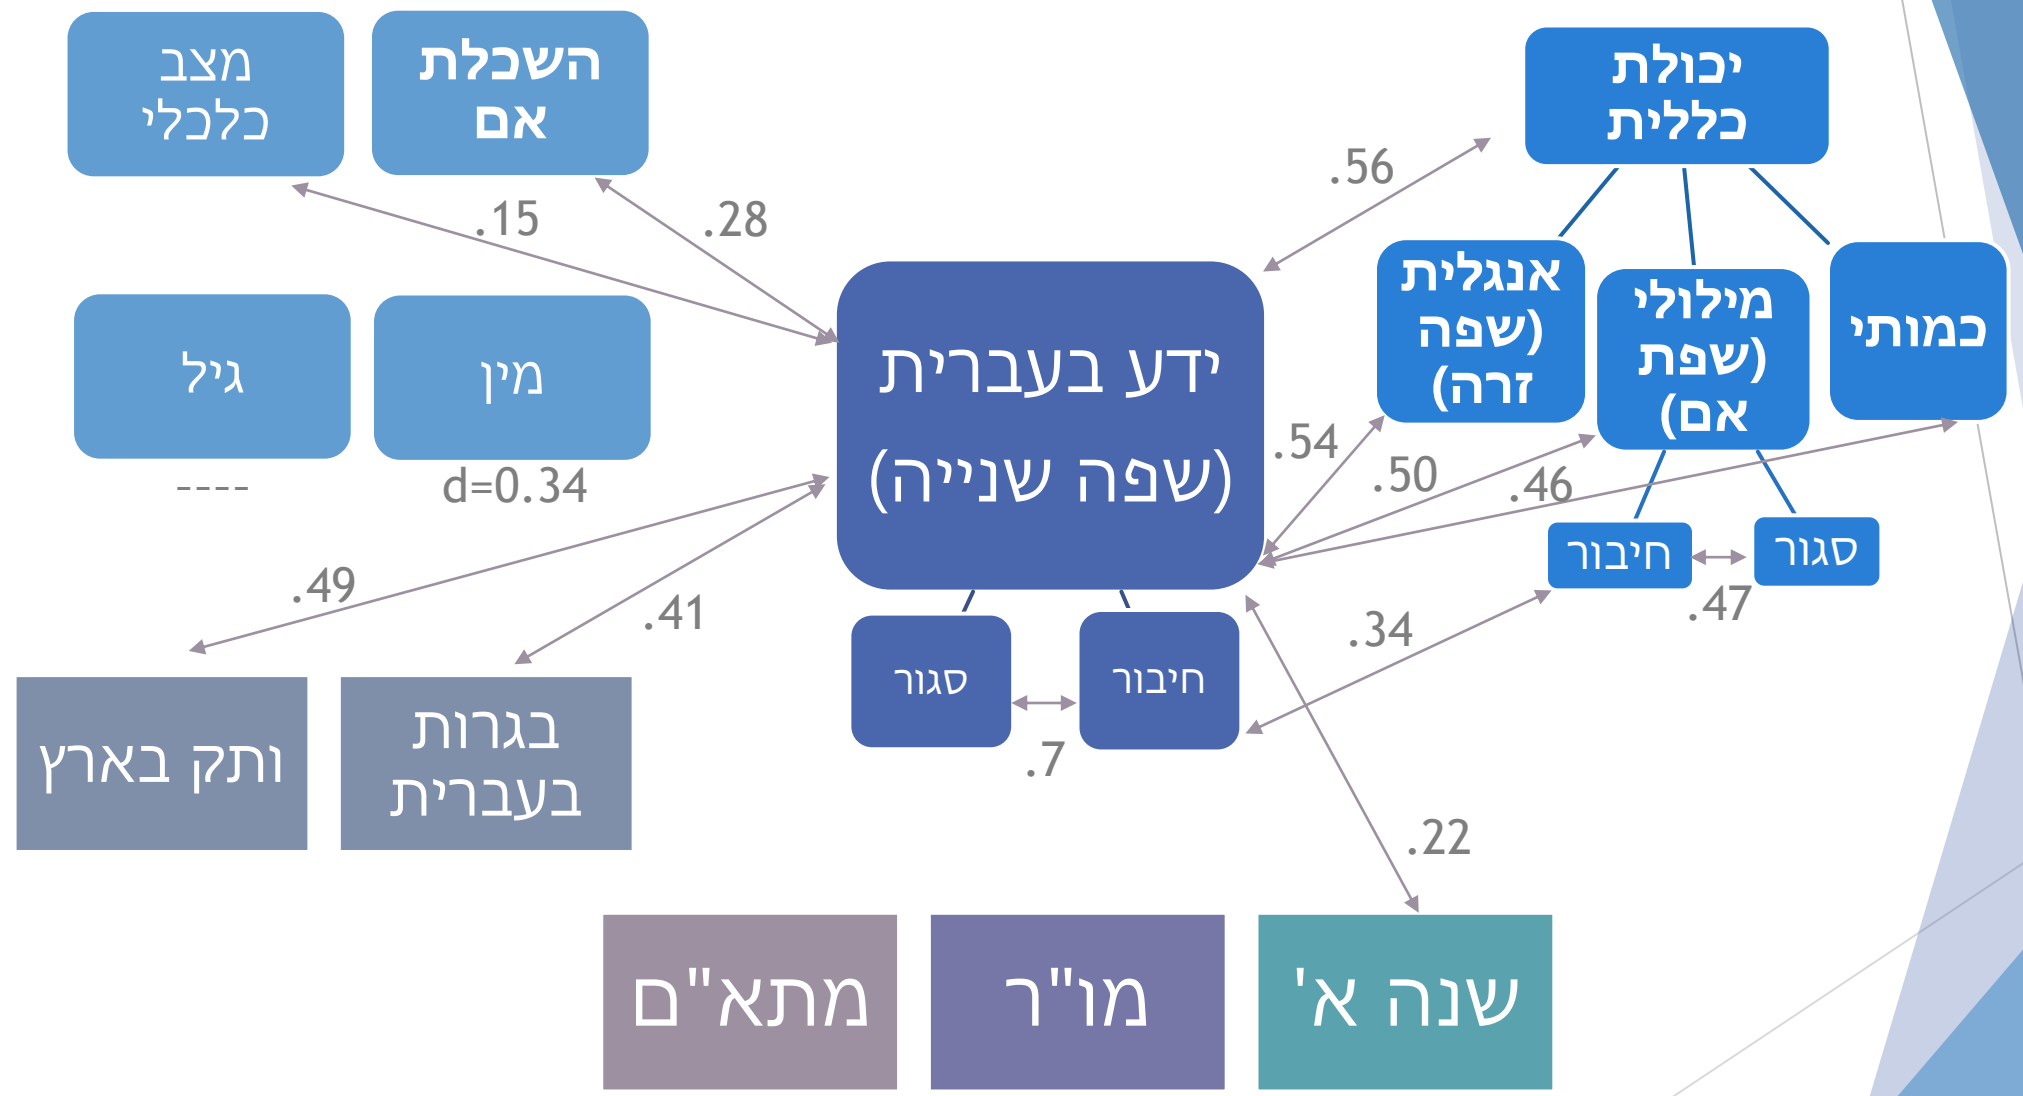 יכולת
כללית
השכלת
אם
מצב
כלכלי
.56
.28
.15
אנגלית
(שפה
זרה)
מילולי
(שפת
אם)
כמותי
ידע בעברית
(שפה שנייה)
מין
גיל
d=0.34
----
.54
.50
.46
סגור
חיבור
.47
.49
.41
.34
חיבור
סגור
.7
בגרות
בעברית
ותק בארץ
.22
שנה א'
מו"ר
מתא"ם